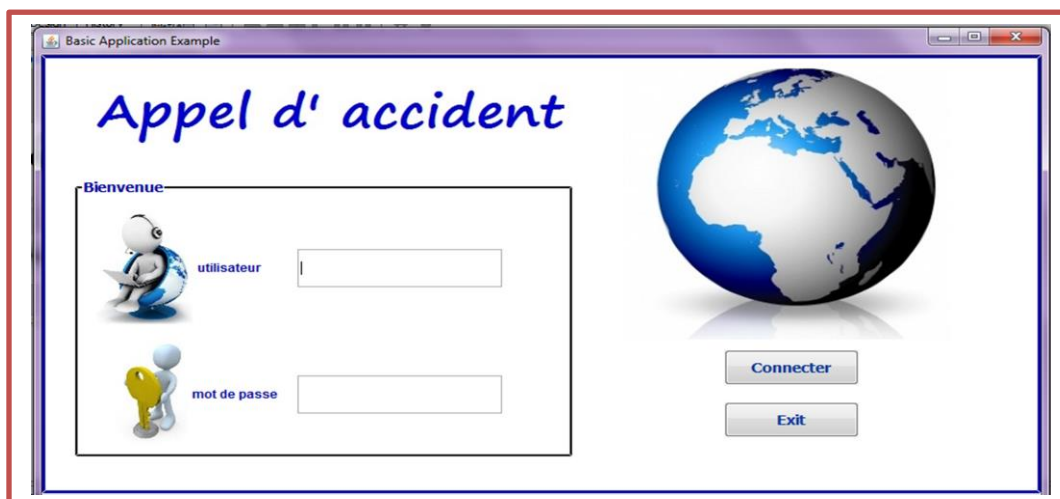 Basic Application Example
Appel d' accident
Bienvenue
utilisateur
mot de passe
Connecter
Exit